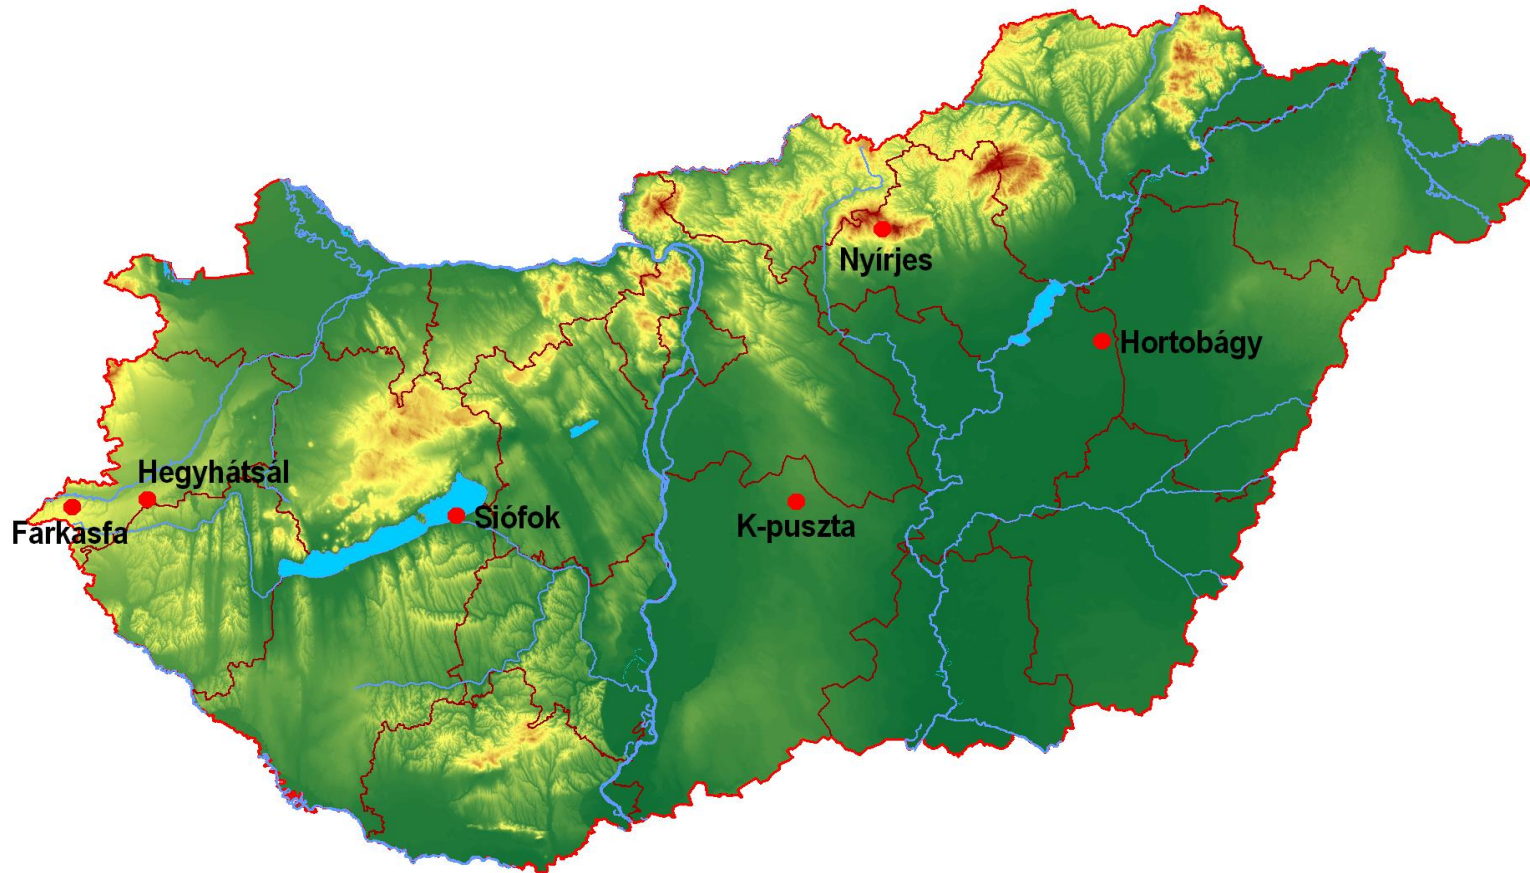 Nyírjes
Hortobágy
Hegyhátsál
Siófok
K-puszta
Farkasfa